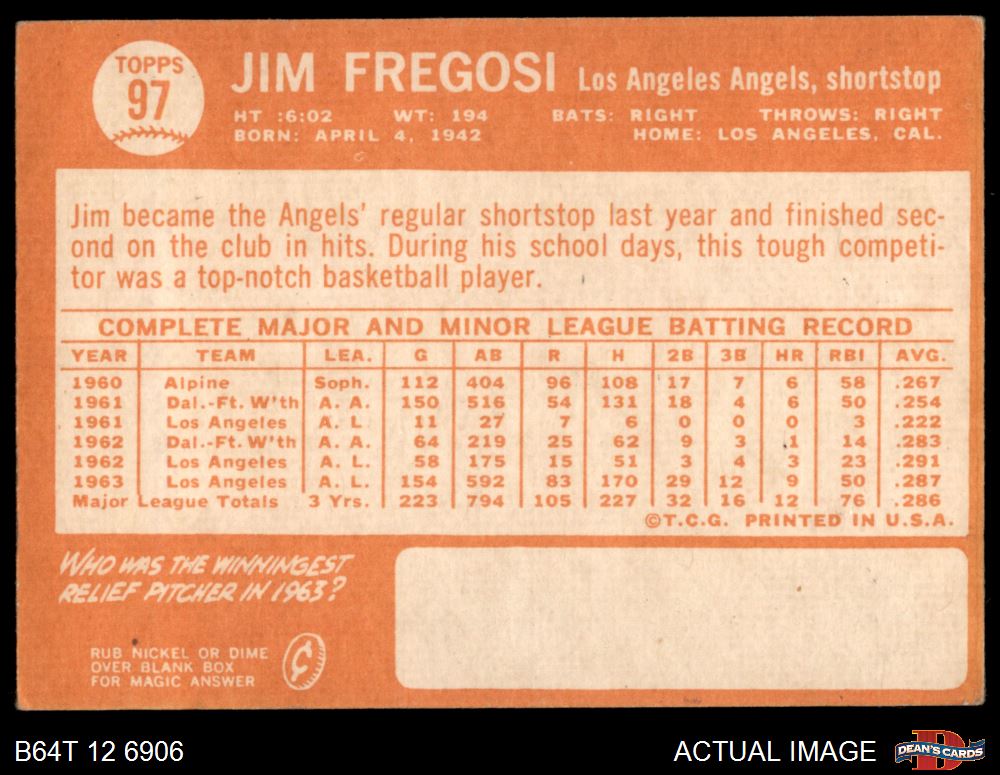 TOPPS
97
JIM FREGOSI Los Angeles Angels, shortstop
HT :6:02 WT: 194 BATS: RIGHT THROWS: RIGHT
BORN: APRIL 4, 1942 HOME: LOS ANGELES, CAL.
Jim became the Angels' regular shortstop last year and finished sec-
ond on the club in hits. During his school days, this tough competi-
tor was a top-notch basketball player.
COMPLETE MAJOR AND MINOR LEAGUE BATTING RECORD
YEAR TEAM LEA. G AB R H 2B 3B HR RBI AVG.
1960 Alpine Soph. 112 404 96 108 17 7 6 58 .267
1961 Dal.-Ft. W'th A. A. 150 516 54 131 18 4 6 50 .254
1961 Los Angeles A. L. 11 27 7 6 0 0 0 3 .222
1962 Dal.-Ft. W'th A. A. 64 219 25 62 9 3 1 14 .283
1962 Los Angeles A. L. 58 175 15 51 3 4 3 23 .291
1963 Los Angeles A. L. 154 592 83 170 29 12 9 50 .287
Major League Totals 3 Yrs. 223 794 105 227 32 16 12 76 .286
©T.C.G. PRINTED IN U.S.A.
WHO WAS THE WINNINGEST
RELIEF PITCHER IN 1963?
RUB NICKEL OR DIME
OVER BLANK BOX
FOR MAGIC ANSWER
B64T 12 6906 ACTUAL IMAGE DEAN'S CARDS